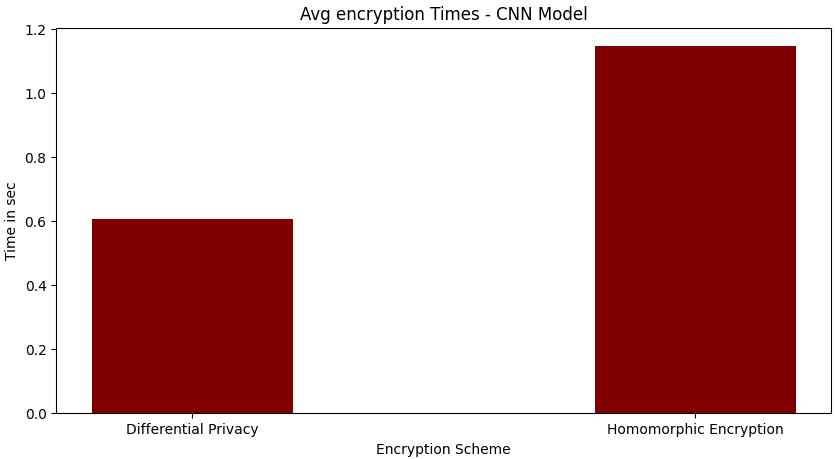 Avg encryption Times - CNN Model
1.2
1.0
0.8
0.6
0.4
0.2
0.0
Time in sec
Differential Privacy
Homomorphic Encryption
Encryption Scheme